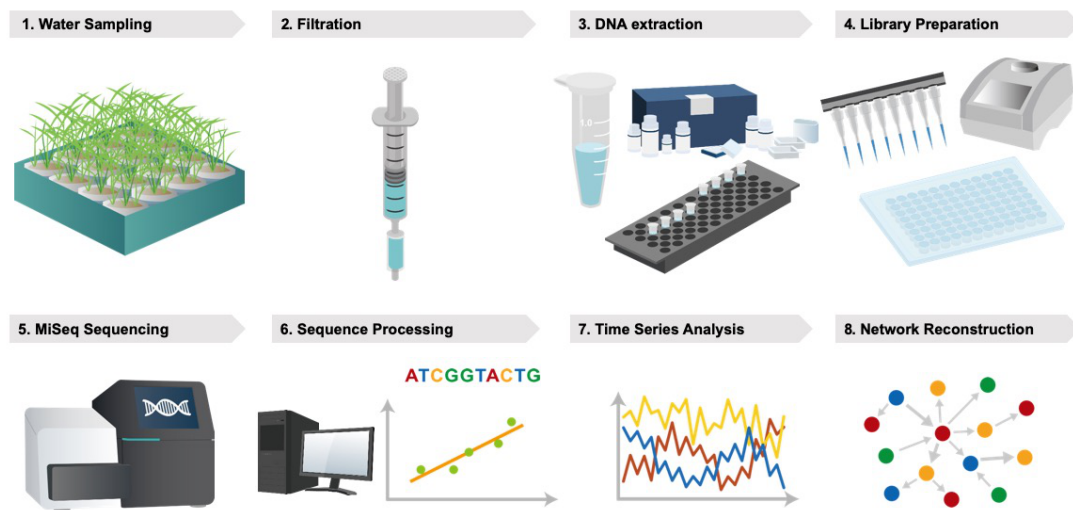 1. Water Sampling
2. Filtration
3. DNA extraction
4. Library Preparation
1.0
5. MiSeq Sequencing
6. Sequence Processing
7. Time Series Analysis
8. Network Reconstruction
ATCGGTACTG